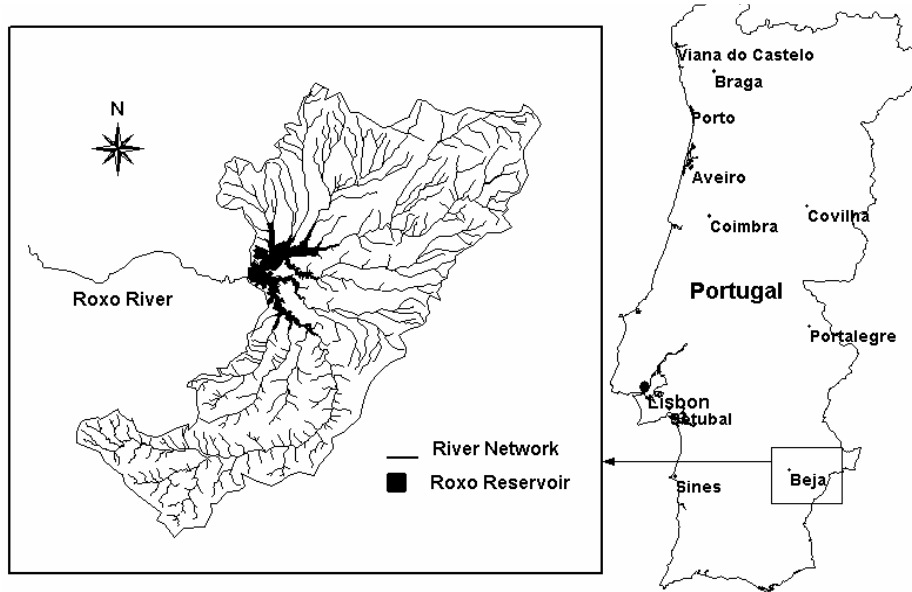 N
Roxo River
River Network
Roxo Reservoir
Viana do Castelo
Braga
Porto
Aveiro
Covilha
Coimbra
Portugal
Portalegre
Lisbon
Setubal
Sines
Beja